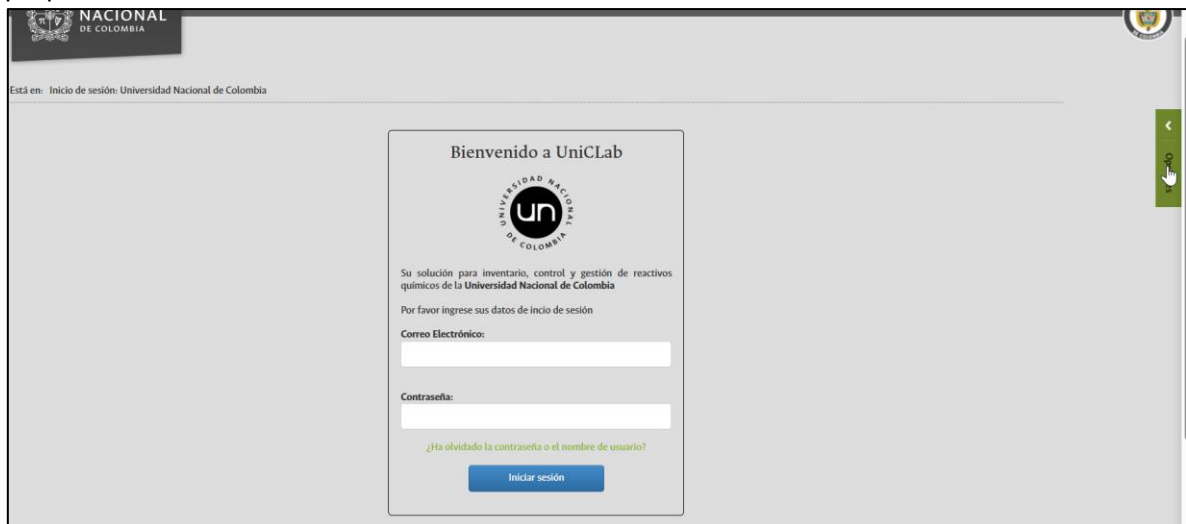 NACIONAL
DE COLOMBIA
DE COLOMBIA
Está en: Inicio de sesión: Universidad Nacional de Colombia
Bienvenido a UniCLab
UNIVERSIDAD NACIONAL
un
DE COLOMBIA
Su solución para inventario, control y gestión de reactivos
químicos de la Universidad Nacional de Colombia
Por favor ingrese sus datos de incio de sesión
Correo Electrónico:
Contraseña:
¿Ha olvidado la contraseña o el nombre de usuario?
Iniciar sesión